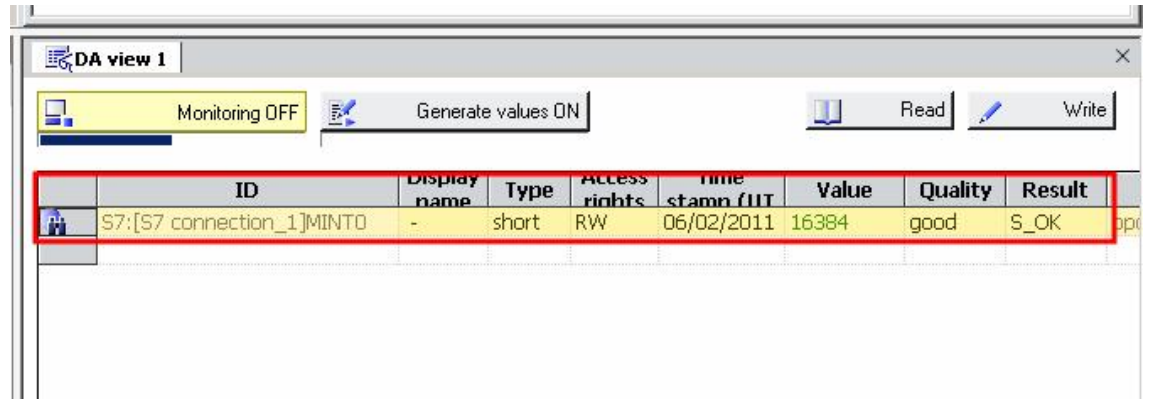 DA view 1
Monitoring OFF Generate values ON Read Write
ID Display name Type Access rights Time stamp (UT Value Quality Result
S7:[S7 connection_1]MINT0 - short RW 06/02/2011 16384 good S_OK